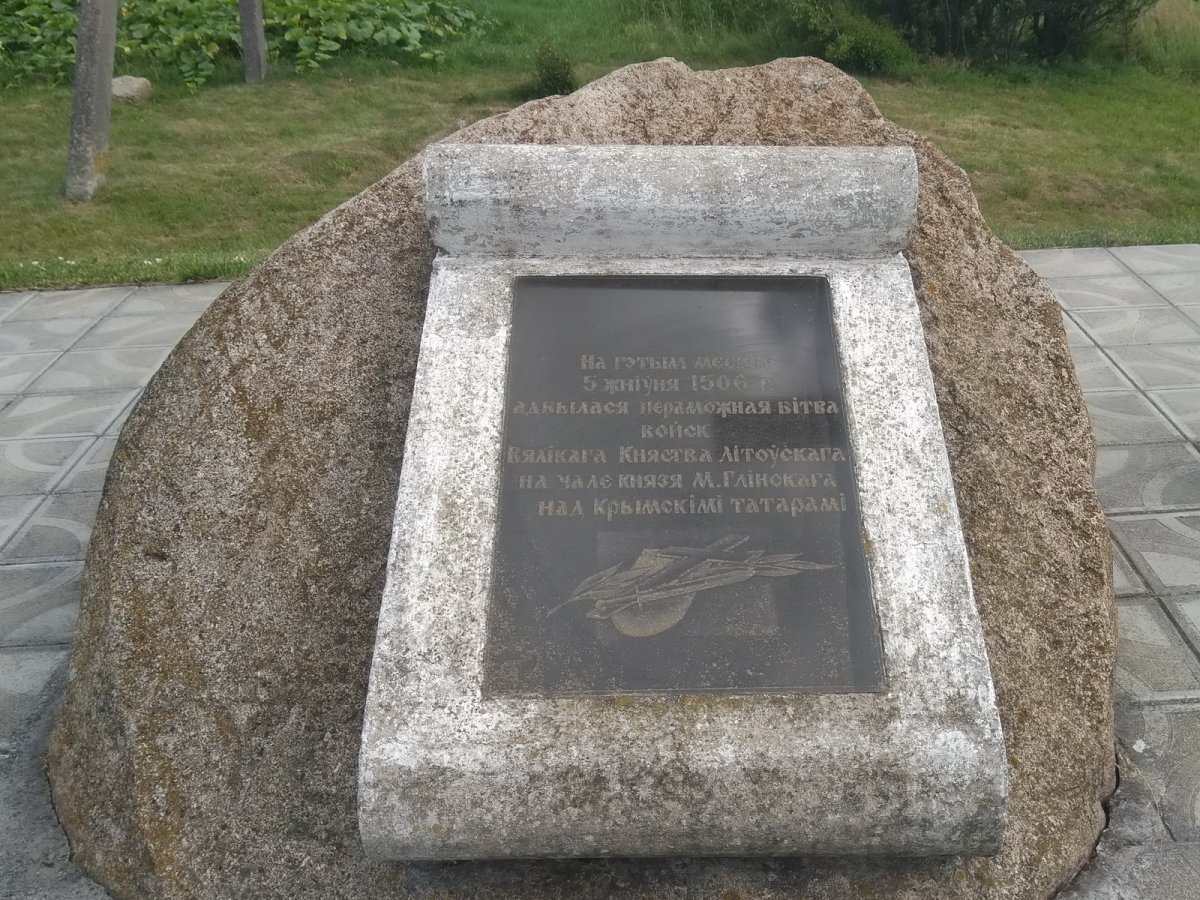 На гэтым месцы
5 жніўня 1506 г.
адбылася пераможная бітва
войск
Вялікага Княства Літоўскага
на чале князя М.Глінскага
над крымскімі татарамі